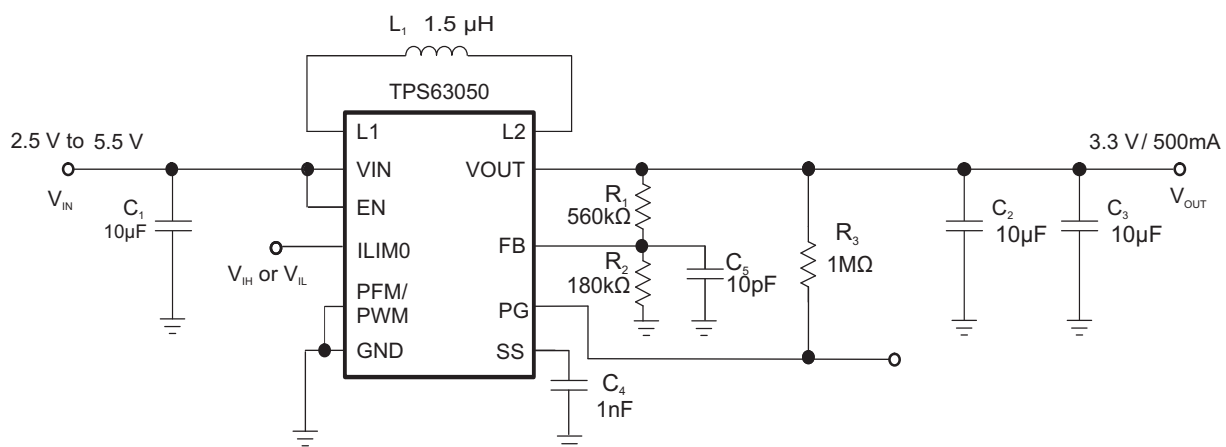 L1 1.5 µH
TPS63050
L1
L2
2.5 V to 5.5 V
3.3 V / 500mA
VIN
VOUT
VIN
VOUT
EN
C1
10µF
R1
560kΩ
C2
10µF
C3
10µF
ILIM0
FB
R3
1MΩ
VIH or VIL
R2
180kΩ
C5
10pF
PFM/
PWM
PG
GND
SS
C4
1nF